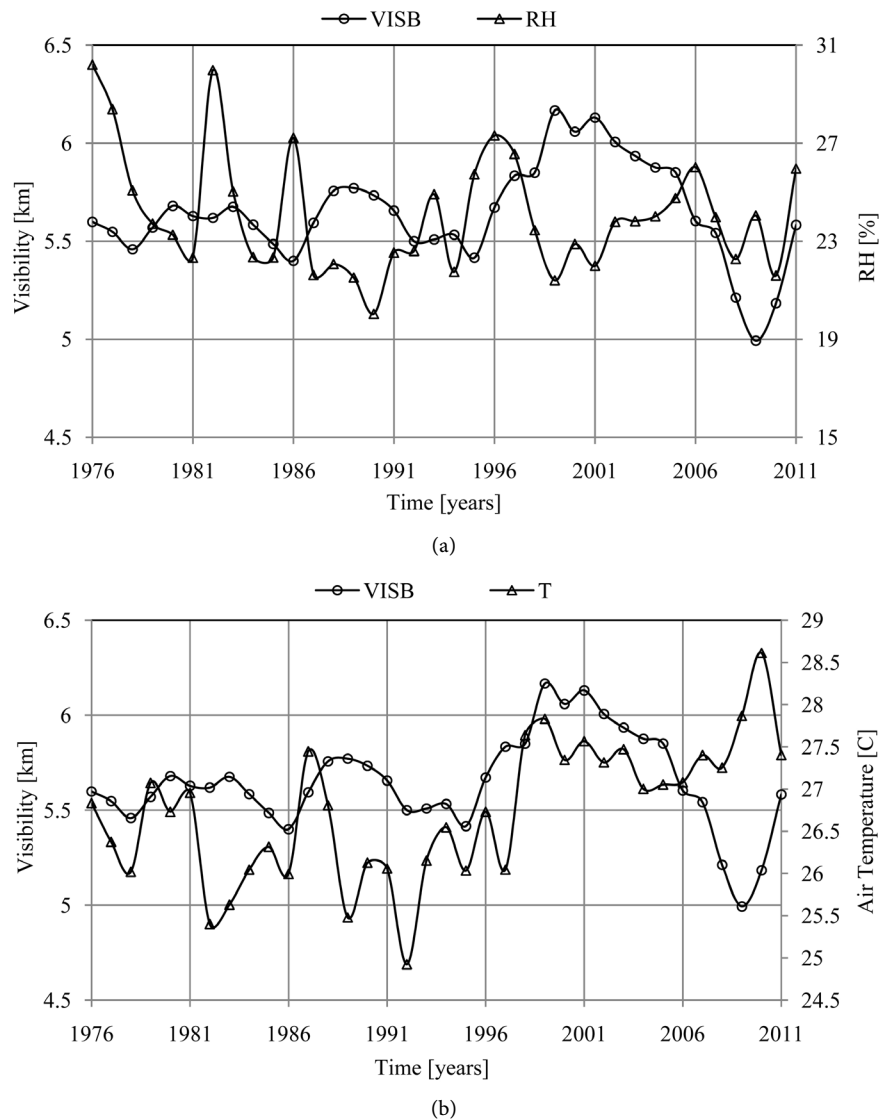 VISB RH
6.5 31
6 27
5.5 23
5 19
4.5 15
Visibility [km]
RH [%]
1976 1981 1986 1991 1996 2001 2006 2011
Time [years]
(a)
VISB T
6.5 29
28.5
6 28
27.5
5.5 27
26.5
26
5 25.5
25
4.5 24.5
Visibility [km]
Air Temperature [C]
1976 1981 1986 1991 1996 2001 2006 2011
Time [years]
(b)